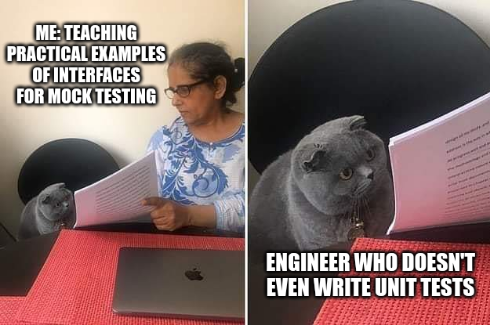 ME: TEACHING
PRACTICAL EXAMPLES
OF INTERFACES
FOR MOCK TESTING
ENGINEER WHO DOESN'T
EVEN WRITE UNIT TESTS